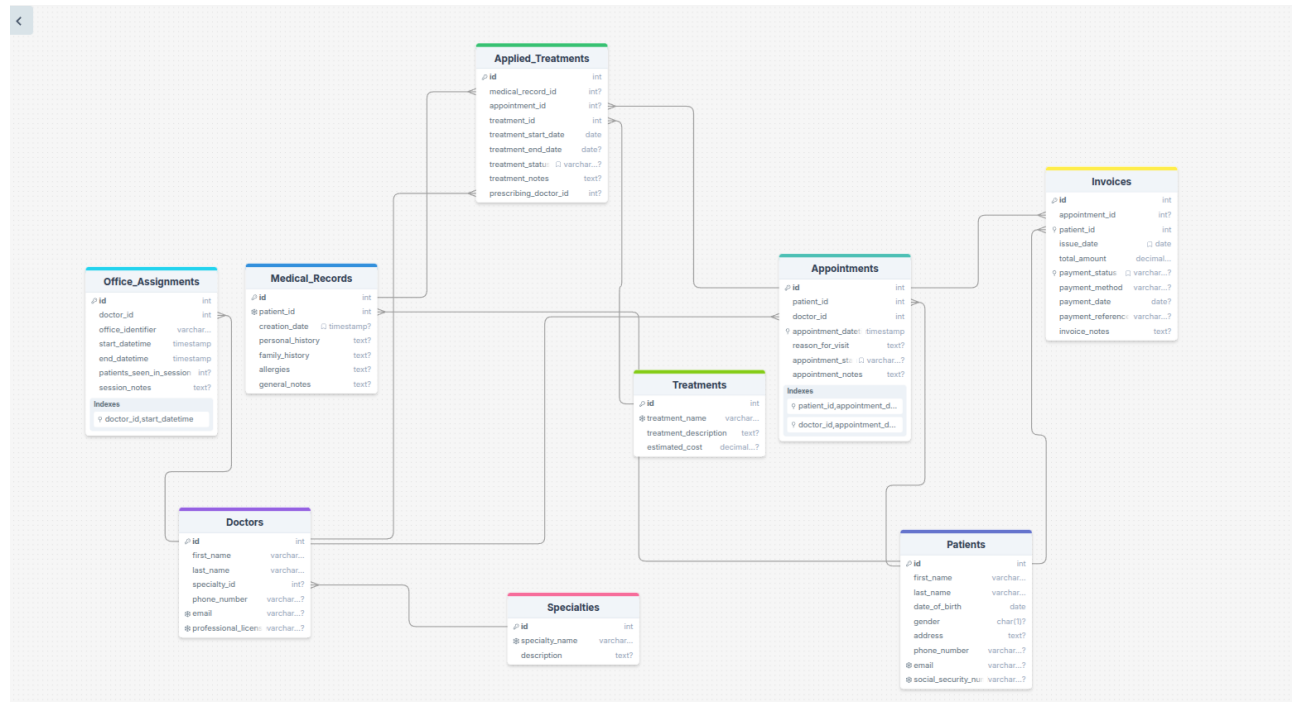 Applied_Treatments
id int
medical_record_id int?
appointment_id int?
treatment_id int
treatment_start_date date
treatment_end_date date?
treatment_statu varchar...?
treatment_notes text?
prescribing_doctor_id int?
Invoices
id int
appointment_id int?
patient_id int
issue_date date
total_amount decimal...
payment_status varchar...?
payment_method varchar...?
payment_date date?
payment_referenc varchar...?
invoice_notes text?
Office_Assignments
id int
doctor_id int
office_identifier varchar...
start_datetime timestamp
end_datetime timestamp
patients_seen_in_session int?
session_notes text?
Indexes
doctor_id,start_datetime
Medical_Records
id int
patient_id int
creation_date timestamp?
personal_history text?
family_history text?
allergies text?
general_notes text?
Appointments
id int
patient_id int
doctor_id int
appointment_datet timestamp
reason_for_visit text?
appointment_sta varchar...?
appointment_notes text?
Indexes
patient_id,appointment_d...
doctor_id,appointment_d...
Treatments
id int
treatment_name varchar...
treatment_description text?
estimated_cost decimal...?
Doctors
id int
first_name varchar...
last_name varchar...
specialty_id int?
phone_number varchar...?
email varchar...?
professional_licen varchar...?
Specialties
id int
specialty_name varchar...
description text?
Patients
id int
first_name varchar...
last_name varchar...
date_of_birth date
gender char(1)?
address text?
phone_number varchar...?
email varchar...?
social_security_nu varchar...?